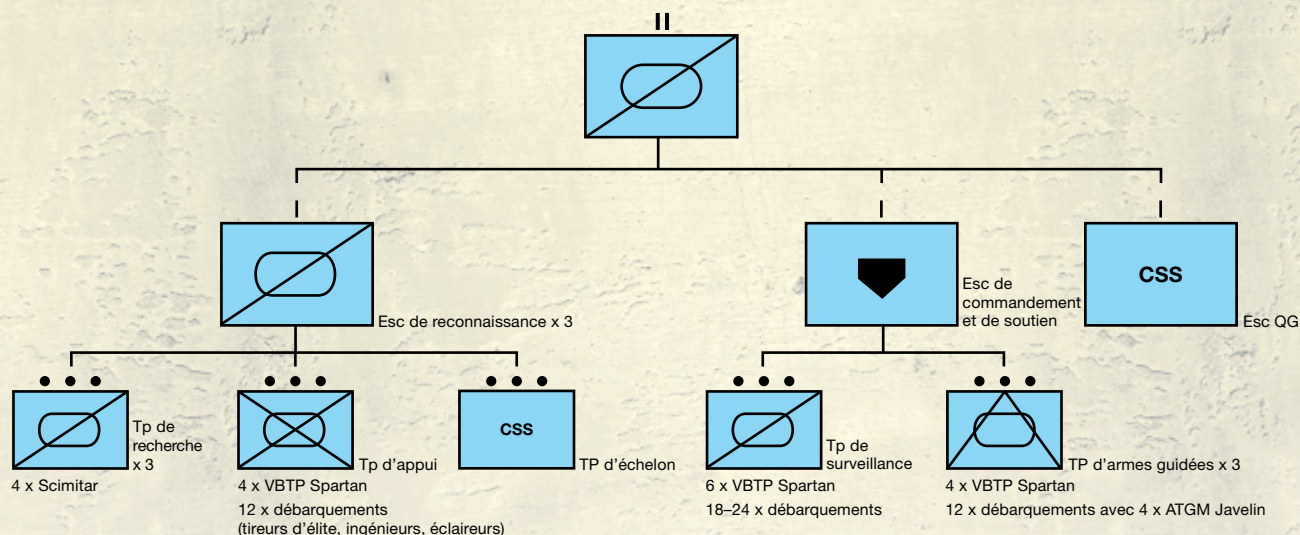 Esc de reconnaissance x 3
Esc de
commandement
et de soutien
CSS
Esc QG
Tp de
recherche
x 3
4 x Scimitar
Tp d'appui
4 x VBTP Spartan
12 x débarquements
(tireurs d'élite, ingénieurs, éclaireurs)
CSS
TP d'échelon
Tp de
surveillance
6 x VBTP Spartan
18–24 x débarquements
TP d'armes guidées x 3
4 x VBTP Spartan
12 x débarquements avec 4 x ATGM Javelin